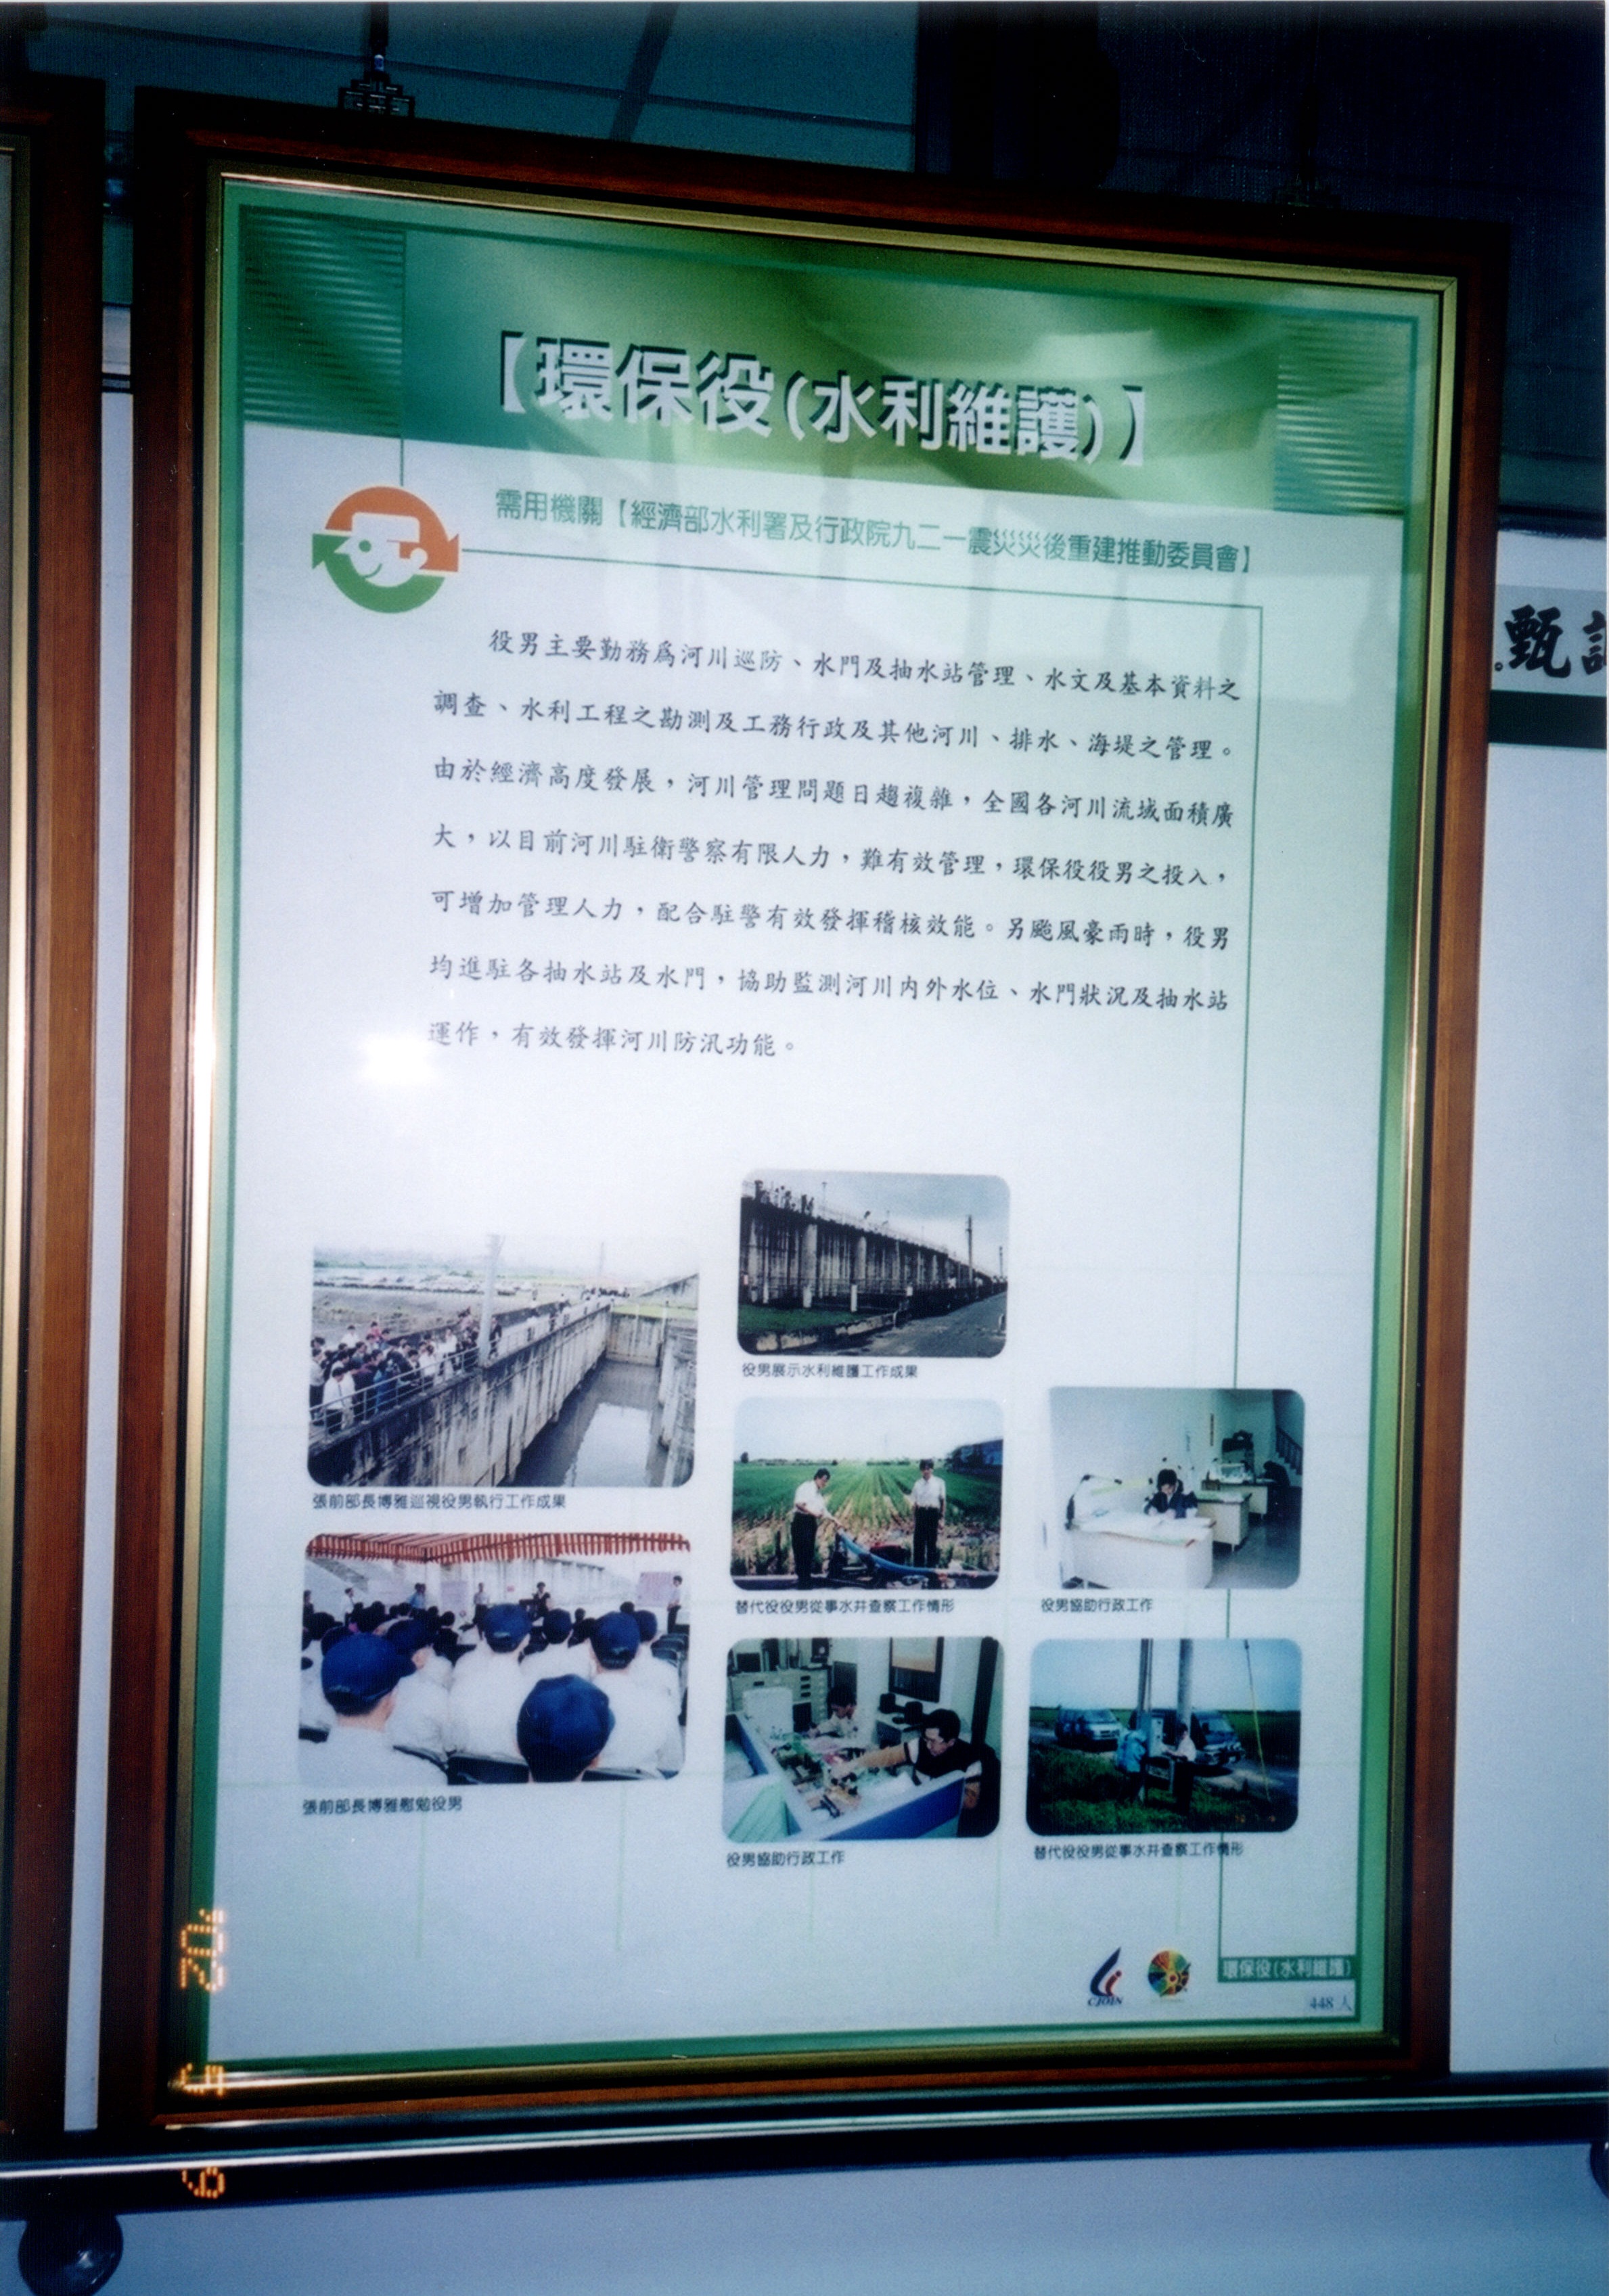 【環保役(水利維護)】
需用機關【經濟部水利署及行政院九二一震災災後重建推動委員會】
役男主要勤務爲河川巡防、水門及抽水站管理、水文及基本資料之
調查、水利工程之勘測及工務行政及其他河川、排水、海堤之管理。
由於經濟高度發展，河川管理問題日趨複雜，全國各河川流域面積廣
大，以目前河川駐衛警察有限人力，難有效管理，環保役役男之投入，
可增加管理人力，配合駐警有效發揮稽核效能。另颱風豪雨時，役男
均進駐各抽水站及水門，協助監測河川內外水位、水門狀況及抽水站
運作，有效發揮河川防汛功能。
役男展示水利維護工作成果
張前部長博雅巡視役男執行工作成果
替代役役男從事水井查察工作情形
役男協助行政工作
張前部長博雅慰勉役男
役男協助行政工作
替代役役男從事水井查察工作情形
CJOIN
環保役(水利維護)
448人
甄
'02 5 9